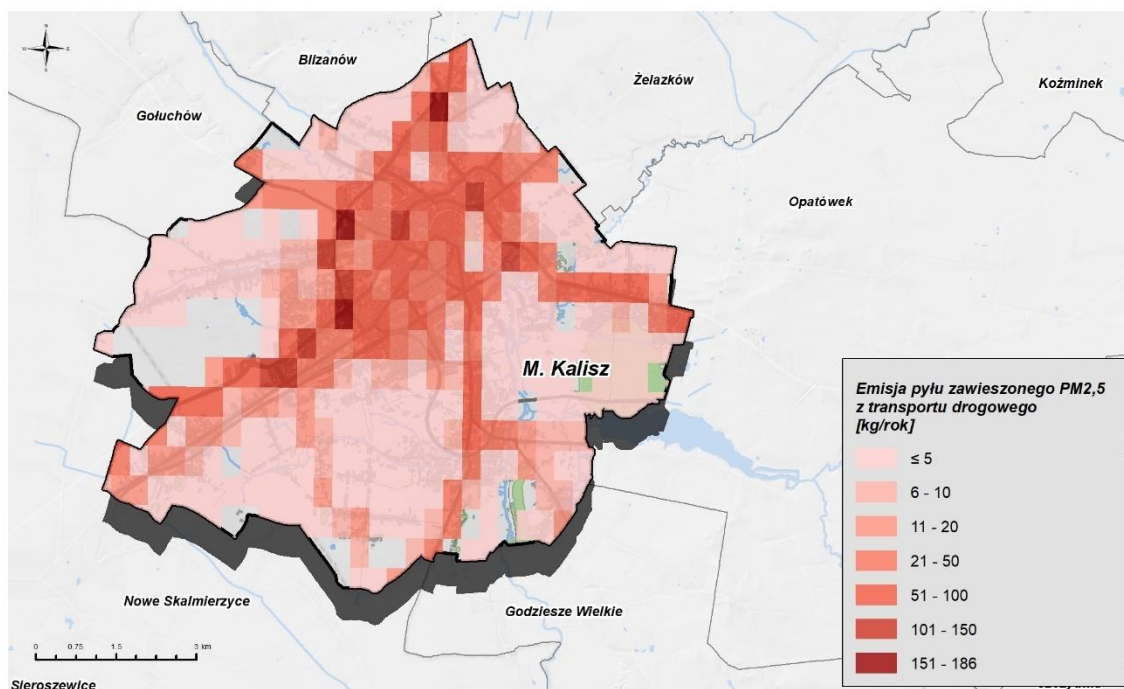 N
W
E
S
Blizanów
Żelazków
Koźminek
Gołuchów
Opatówek
M. Kalisz
Emisja pyłu zawieszonego PM2,5
z transportu drogowego
[kg/rok]
≤ 5
6 - 10
11 - 20
21 - 50
51 - 100
101 - 150
151 - 186
Nowe Skalmierzyce
Godziesze Wielkie
0 0.75 1.5 3 km
Sieroszewice